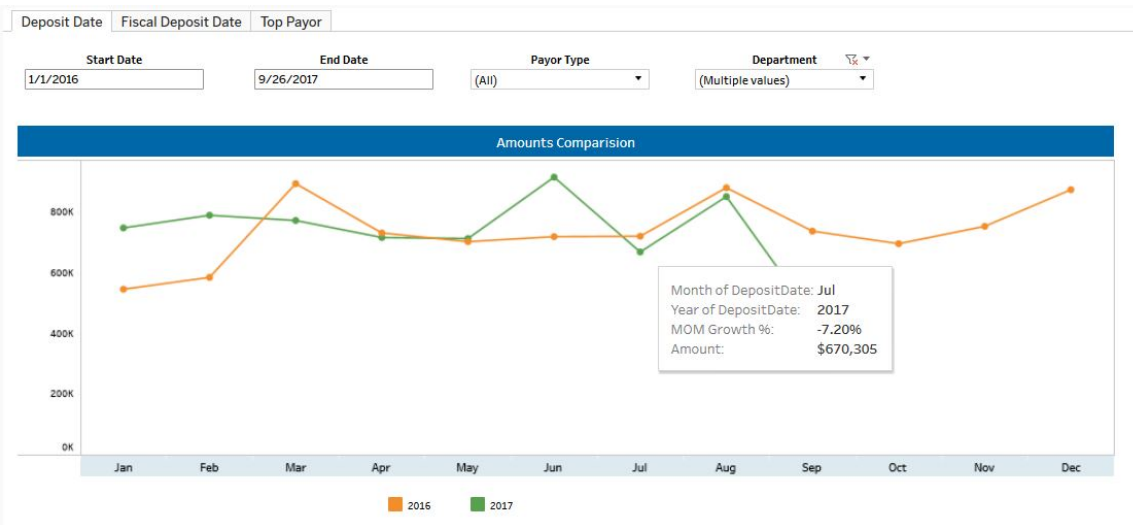 Deposit Date Fiscal Deposit Date Top Payor
Start Date End Date Payor Type Department
1/1/2016 9/26/2017 (All) (Multiple values)
Amounts Comparision
800K
600K
400K
200K
0K
Month of DepositDate: Jul
Year of DepositDate: 2017
MOM Growth %: -7.20%
Amount: $670,305
Jan Feb Mar Apr May Jun Jul Aug Sep Oct Nov Dec
2016 2017